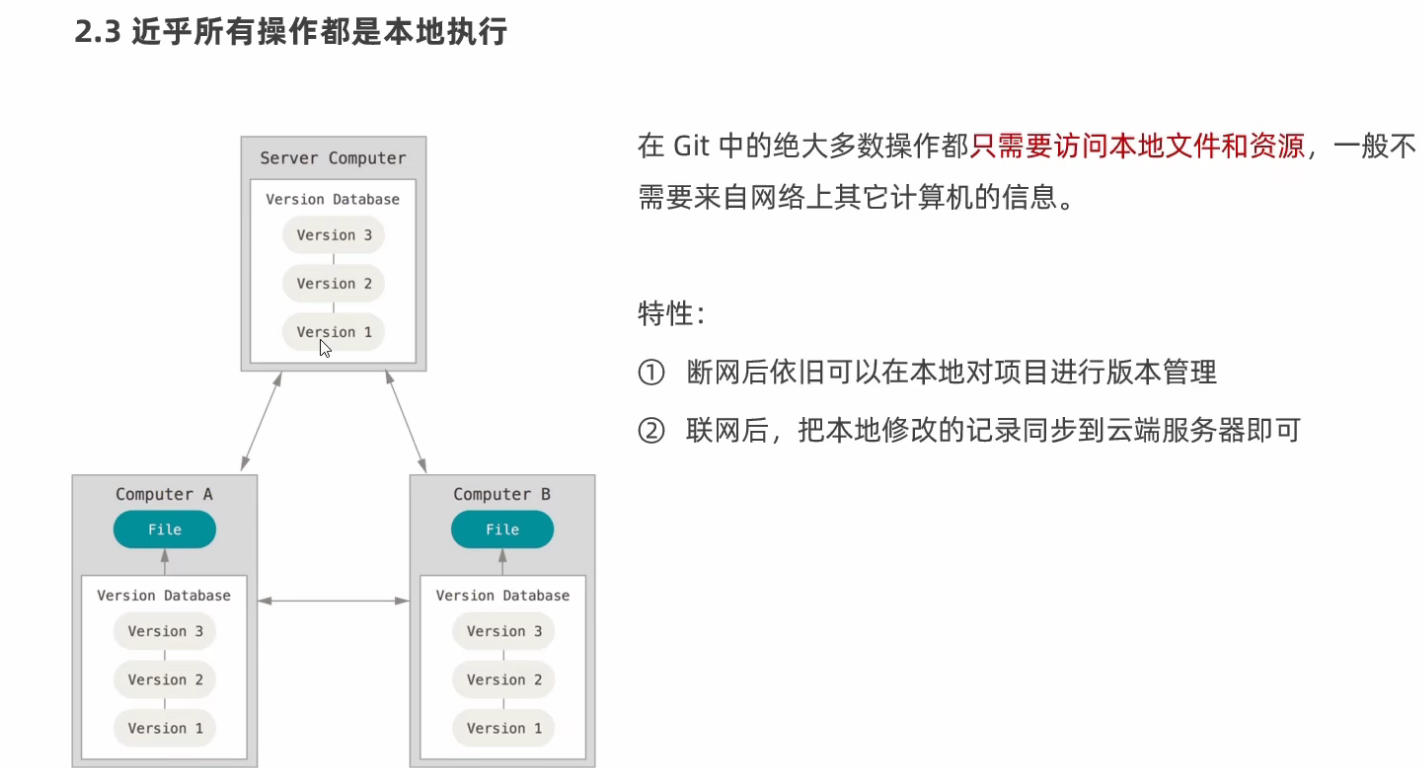 2.3 近乎所有操作都是本地执行
Server Computer
Version Database
Version 3
Version 2
Version 1
Computer A
File
Version Database
Version 3
Version 2
Version 1
Computer B
File
Version Database
Version 3
Version 2
Version 1
在 Git 中的绝大多数操作都只需要访问本地文件和资源，一般不
需要来自网络上其它计算机的信息。
特性：
① 断网后依旧可以在本地对项目进行版本管理
② 联网后，把本地修改的记录同步到云端服务器即可